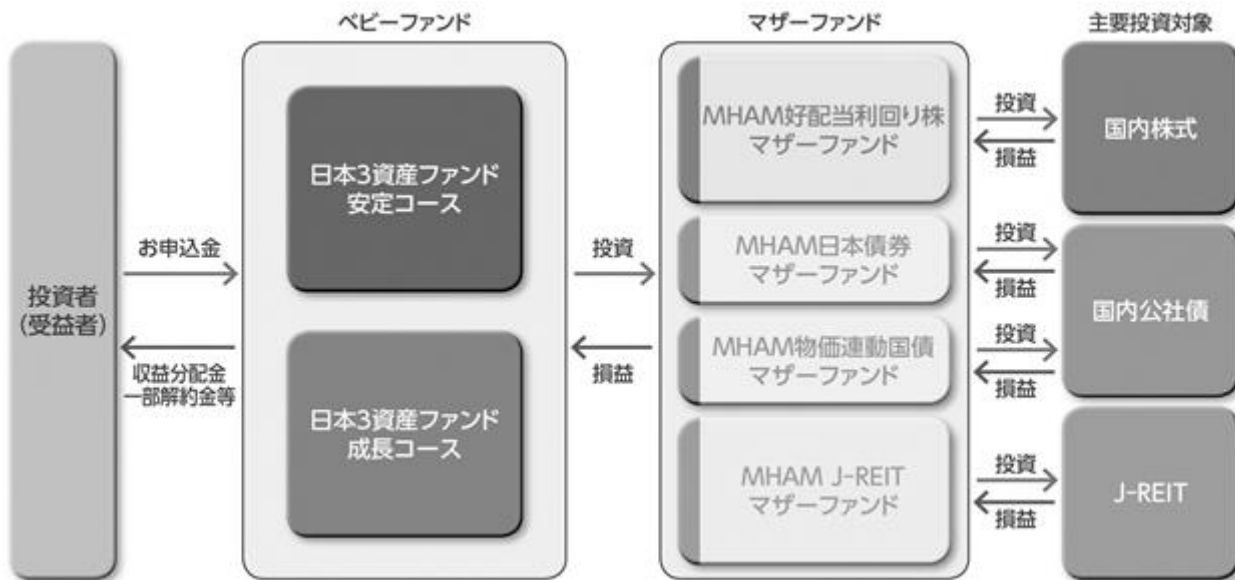 ベビーファンド
マザーファンド
主要投資対象
投資者
(受益者)
お申込金
収益分配金
一部解約金等
日本3資産ファンド
安定コース
日本3資産ファンド
成長コース
投資
損益
MHAM好配当利回り株
マザーファンド
MHAM日本債券
マザーファンド
MHAM物価連動国債
マザーファンド
MHAM J-REIT
マザーファンド
投資
損益
投資
損益
投資
損益
投資
損益
国内株式
国内公社債
J-REIT